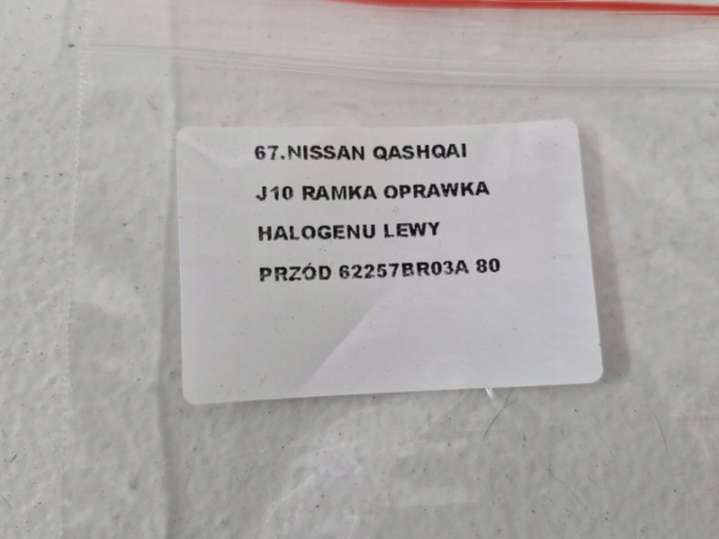 67.NISSAN QASHQAI
J10 RAMKA OPRAWKA
HALOGENU LEWY
PRZÓD 62257BR03A 80